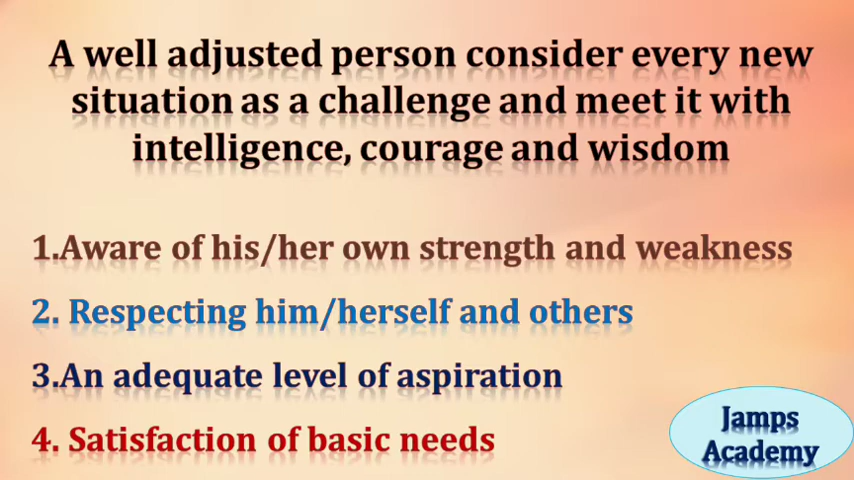 A well adjusted person consider every new
situation as a challenge and meet it with
intelligence, courage and wisdom
1.Aware of his/her own strength and weakness
2. Respecting him/herself and others
3.An adequate level of aspiration
4. Satisfaction of basic needs
Jamps
Academy